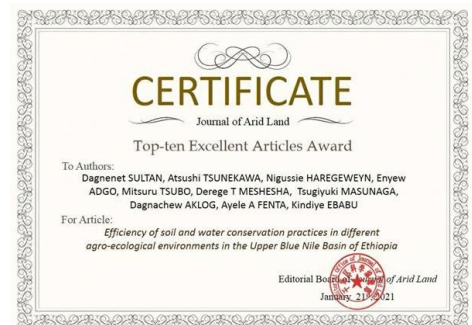 CERTIFICATE
Journal of Arid Land
Top-ten Excellent Articles Award
To Authors:
Dagnenet SULTAN, Atsushi TSUNEKAWA, Nigussie HAREGEWEYN, Enyew
ADGO, Mitsuru TSUBO, Derege T MESHESHA, Tsugiyuki MASUNAGA,
Dagnachew AKLOG, Ayele A FENTA, Kindiye EBABU
For Article:
Efficiency of soil and water conservation practices in different
agro-ecological environments in the Upper Blue Nile Basin of Ethiopia
Editorial Board of Journal of Arid Land
January 21, 2021